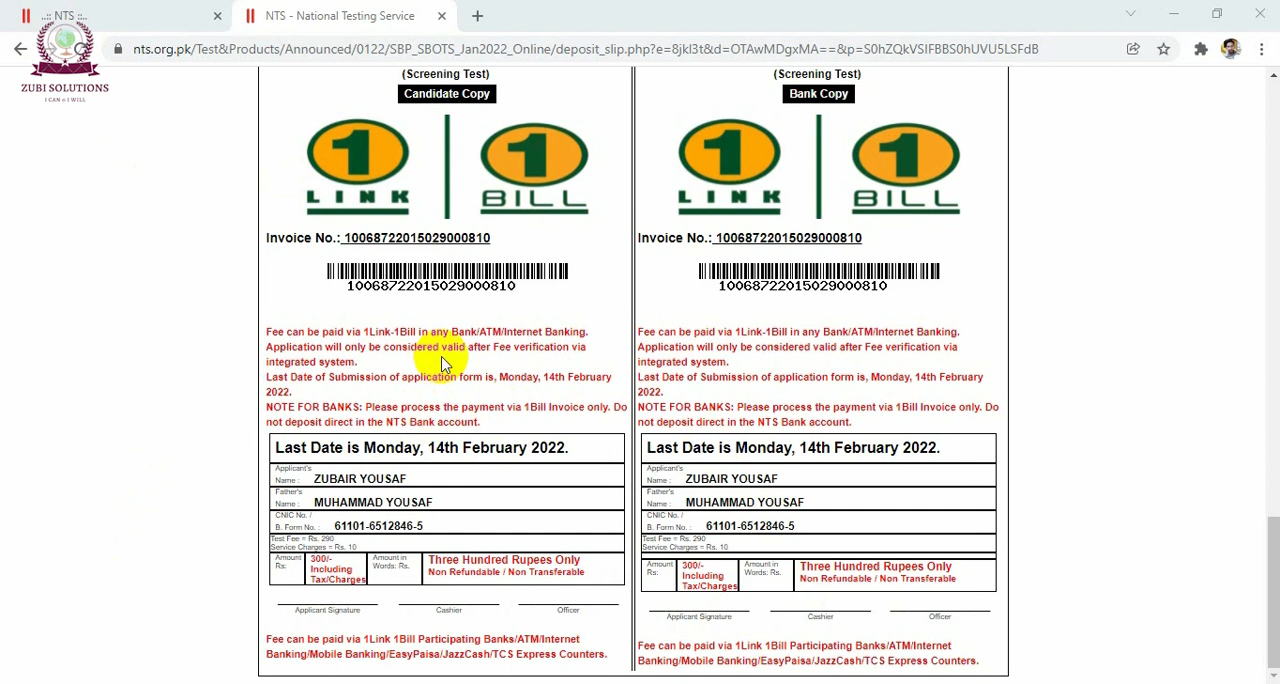 .:: NTS ::.
NTS - National Testing Service
nts.org.pk/Test&Products/Announced/0122/SBP_SBOTS_Jan2022_Online/deposit_slip.php?e=8jkl3t&d=OTAwMDgxMA==&p=S0hZQkVSIFBBS0hUVU5LSFdB
ZUBI SOLUTIONS
I CAN & I WILL
(Screening Test)
Candidate Copy
1 LINK
1 BILL
Invoice No.: 10068722015029000810
10068722015029000810
Fee can be paid via 1Link-1Bill in any Bank/ATM/Internet Banking.
Application will only be considered valid after Fee verification via
integrated system.
Last Date of Submission of application form is, Monday, 14th February
2022.
NOTE FOR BANKS: Please process the payment via 1Bill Invoice only. Do
not deposit direct in the NTS Bank account.
Last Date is Monday, 14th February 2022.
Applicant's
Name : ZUBAIR YOUSAF
Father's
Name : MUHAMMAD YOUSAF
CNIC No. /
B. Form No. : 61101-6512846-5
Test Fee = Rs. 290
Service Charges = Rs. 10
Amount
Rs:
300/-
Including
Tax/Charges
Amount in
Words: Rs.
Three Hundred Rupees Only
Non Refundable / Non Transferable
Applicant Signature
Cashier
Officer
Fee can be paid via 1Link 1Bill Participating Banks/ATM/Internet
Banking/Mobile Banking/EasyPaisa/JazzCash/TCS Express Counters.
(Screening Test)
Bank Copy
1 LINK
1 BILL
Invoice No.: 10068722015029000810
10068722015029000810
Fee can be paid via 1Link-1Bill in any Bank/ATM/Internet Banking.
Application will only be considered valid after Fee verification via
integrated system.
Last Date of Submission of application form is, Monday, 14th February
2022.
NOTE FOR BANKS: Please process the payment via 1Bill Invoice only. Do
not deposit direct in the NTS Bank account.
Last Date is Monday, 14th February 2022.
Applicant's
Name : ZUBAIR YOUSAF
Father's
Name : MUHAMMAD YOUSAF
CNIC No. /
B. Form No. : 61101-6512846-5
Test Fee = Rs. 290
Service Charges = Rs. 10
Amount
Rs:
300/-
Including
Tax/Charges
Amount in
Words: Rs.
Three Hundred Rupees Only
Non Refundable / Non Transferable
Applicant Signature
Cashier
Officer
Fee can be paid via 1Link 1Bill Participating Banks/ATM/Internet
Banking/Mobile Banking/EasyPaisa/JazzCash/TCS Express Counters.